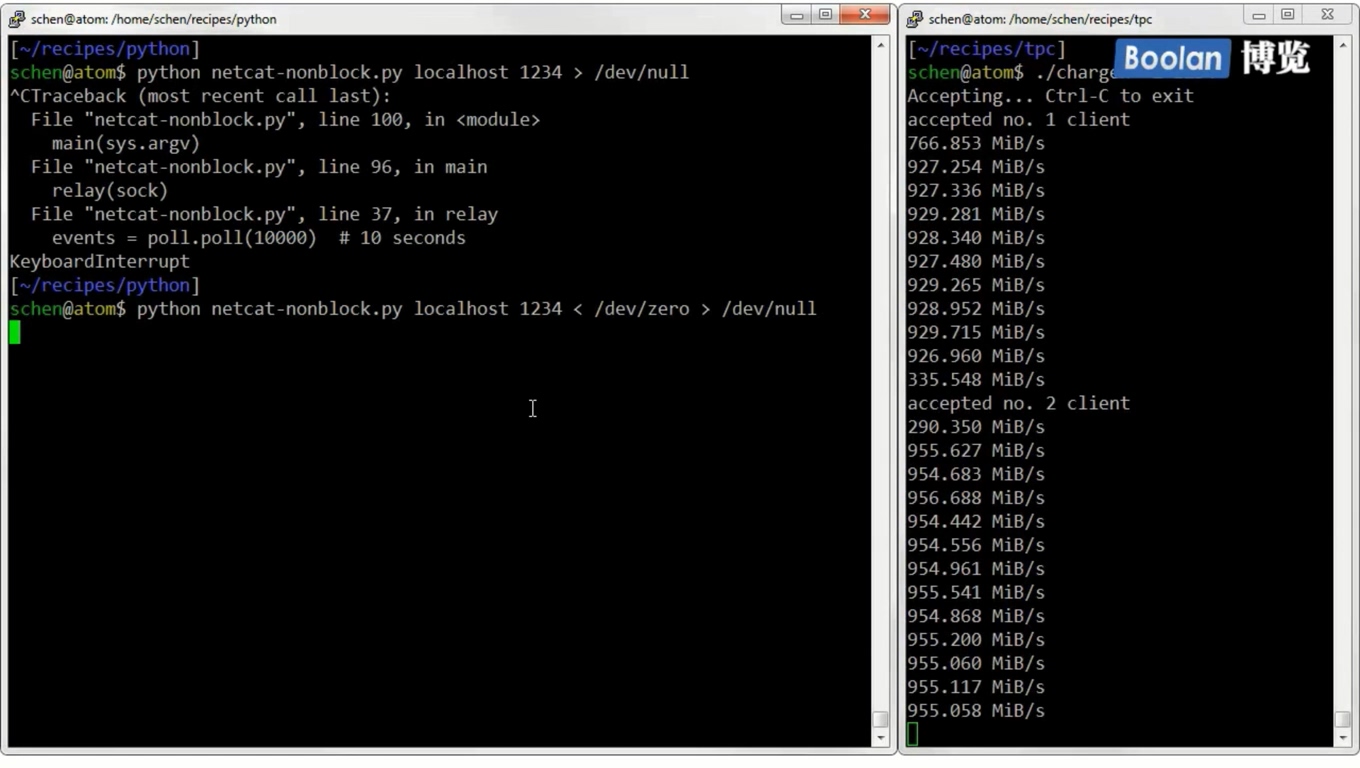 schen@atom: /home/schen/recipes/python
[~/recipes/python]
schen@atom$ python netcat-nonblock.py localhost 1234 > /dev/null
^CTraceback (most recent call last):
  File "netcat-nonblock.py", line 100, in <module>
    main(sys.argv)
  File "netcat-nonblock.py", line 96, in main
    relay(sock)
  File "netcat-nonblock.py", line 37, in relay
    events = poll.poll(10000)  # 10 seconds
KeyboardInterrupt
[~/recipes/python]
schen@atom$ python netcat-nonblock.py localhost 1234 < /dev/zero > /dev/null
schen@atom: /home/schen/recipes/tpc
Boolan 博览
[~/recipes/tpc]
schen@atom$ ./charge
Accepting... Ctrl-C to exit
accepted no. 1 client
766.853 MiB/s
927.254 MiB/s
927.336 MiB/s
929.281 MiB/s
928.340 MiB/s
927.480 MiB/s
929.265 MiB/s
928.952 MiB/s
929.715 MiB/s
926.960 MiB/s
335.548 MiB/s
accepted no. 2 client
290.350 MiB/s
955.627 MiB/s
954.683 MiB/s
956.688 MiB/s
954.442 MiB/s
954.556 MiB/s
954.961 MiB/s
955.541 MiB/s
954.868 MiB/s
955.200 MiB/s
955.060 MiB/s
955.117 MiB/s
955.058 MiB/s